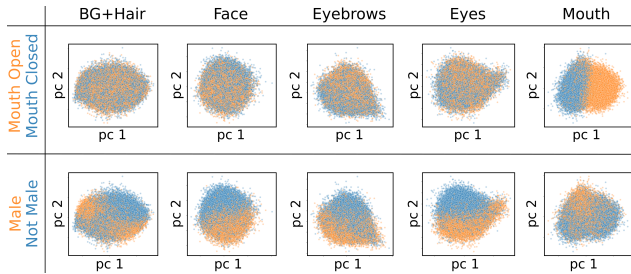 BG+Hair Face Eyebrows Eyes Mouth
Mouth Open
Mouth Closed
pc 2 pc 2 pc 2 pc 2 pc 2
pc 1 pc 1 pc 1 pc 1 pc 1
Male
Not Male
pc 2 pc 2 pc 2 pc 2 pc 2
pc 1 pc 1 pc 1 pc 1 pc 1